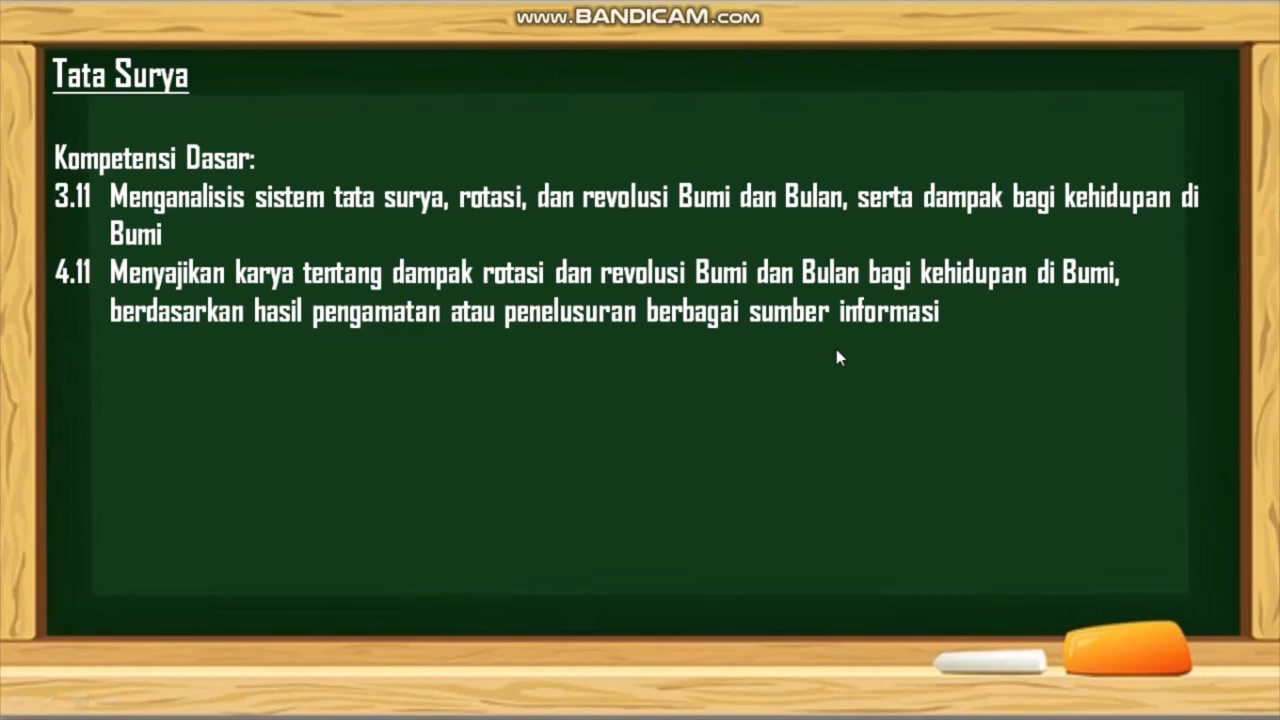 www.BANDICAM.com
Tata Surya
Kompetensi Dasar:
3.11 Menganalisis sistem tata surya, rotasi, dan revolusi Bumi dan Bulan, serta dampak bagi kehidupan di
Bumi
4.11 Menyajikan karya tentang dampak rotasi dan revolusi Bumi dan Bulan bagi kehidupan di Bumi,
berdasarkan hasil pengamatan atau penelusuran berbagai sumber informasi